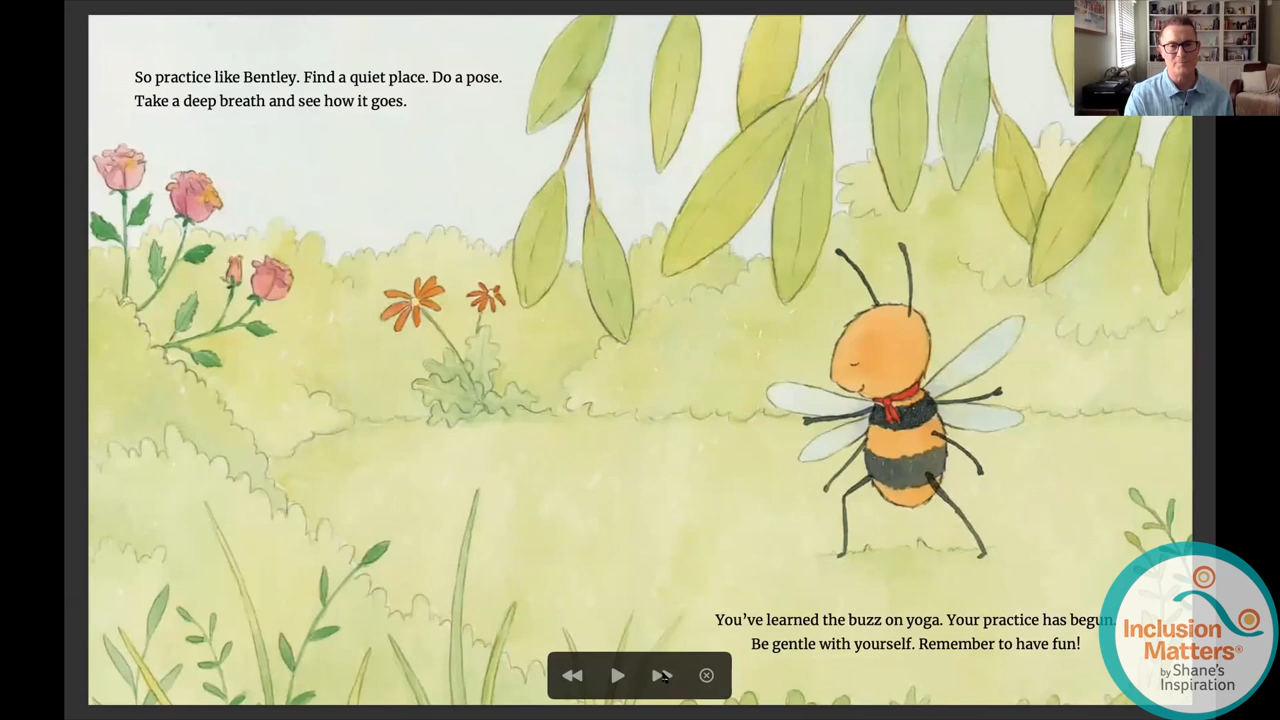 So practice like Bentley. Find a quiet place. Do a pose.
Take a deep breath and see how it goes.
You’ve learned the buzz on yoga. Your practice has begun.
Be gentle with yourself. Remember to have fun!
Inclusion
Matters®
by Shane's
Inspiration